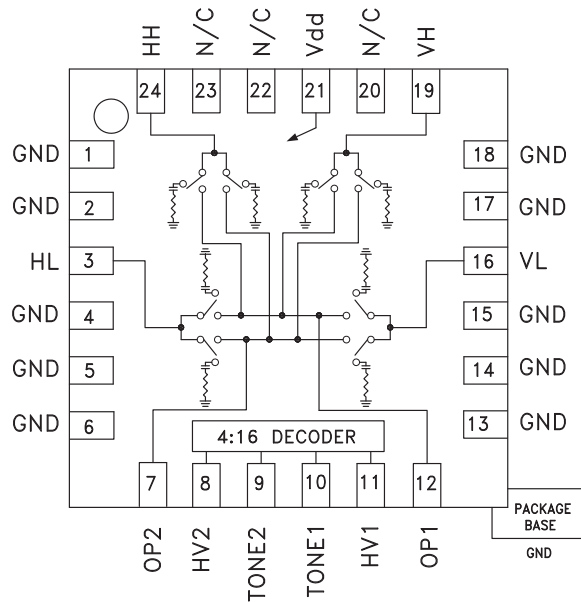 HH
N/C
N/C
Vdd
N/C
VH
24
23
22
21
20
19
GND 1
18 GND
GND 2
17 GND
HL 3
16 VL
GND 4
15 GND
GND 5
14 GND
GND 6
13 GND
4:16 DECODER
7
8
9
10
11
12
OP2
HV2
TONE2
TONE1
HV1
OP1
PACKAGE
BASE
GND